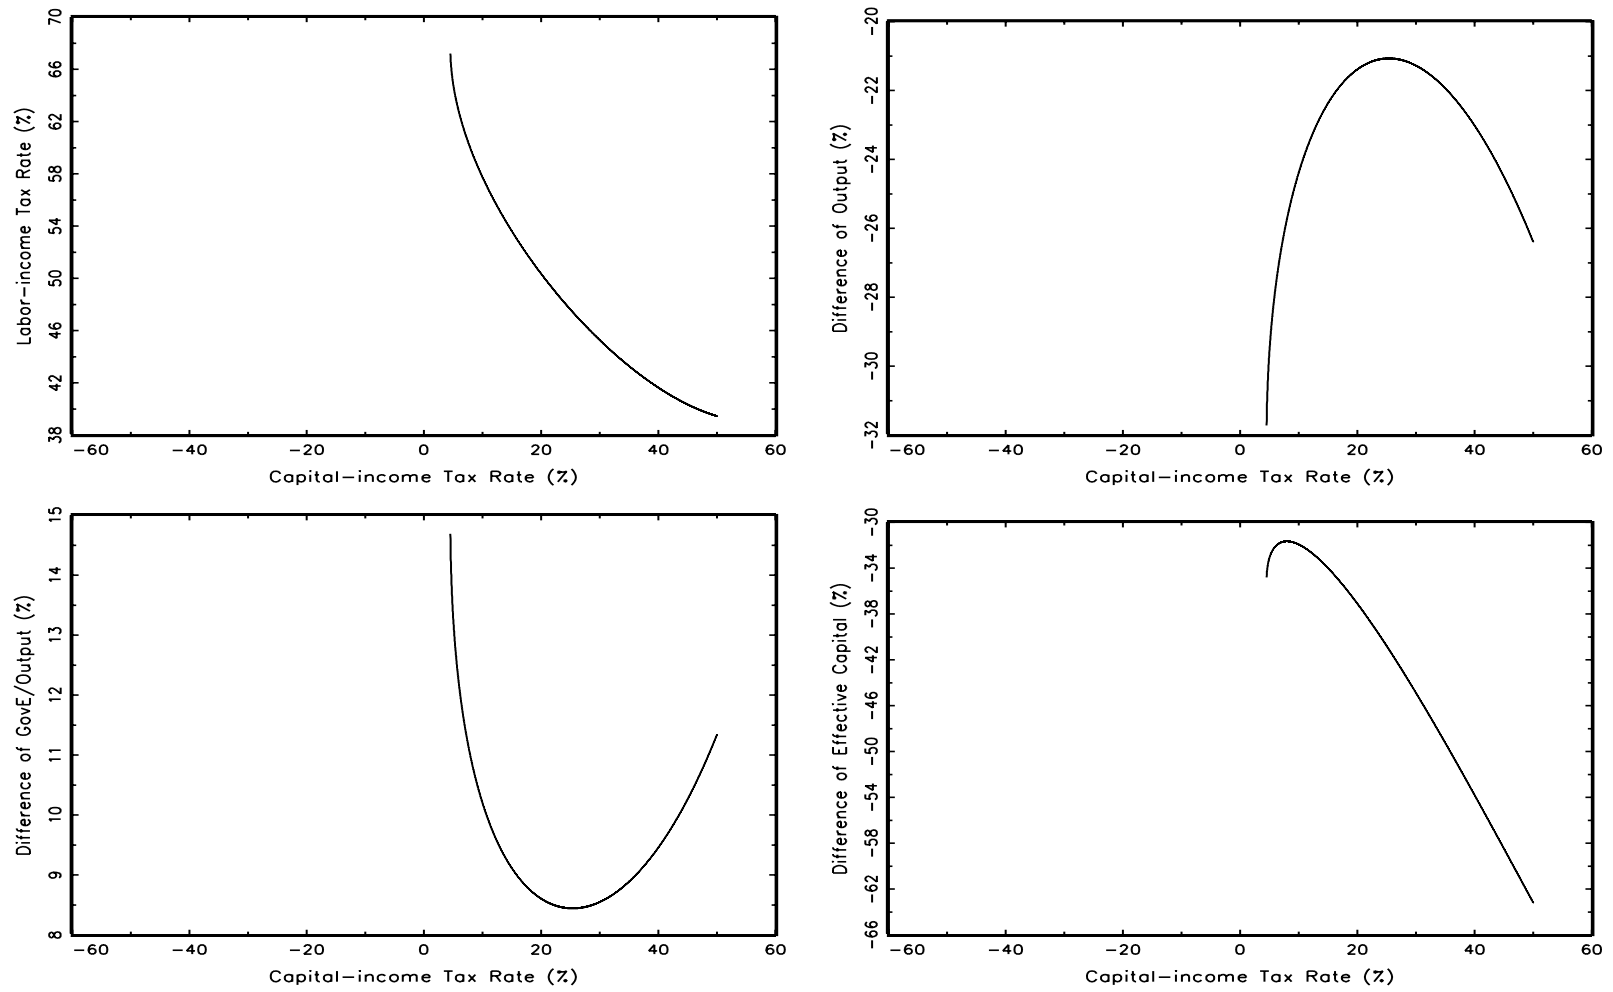 Labor-income Tax Rate (%)
38 42 46 50 54 58 62 66 70
-60 -40 -20 0 20 40 60
Capital-income Tax Rate (%)
Difference of Output (%)
-32 -30 -28 -26 -24 -22 -20
-60 -40 -20 0 20 40 60
Capital-income Tax Rate (%)
Difference of GovE/Output (%)
8 9 10 11 12 13 14 15
-60 -40 -20 0 20 40 60
Capital-income Tax Rate (%)
Difference of Effective Capital (%)
-66 -62 -58 -54 -50 -46 -42 -38 -34 -30
-60 -40 -20 0 20 40 60
Capital-income Tax Rate (%)